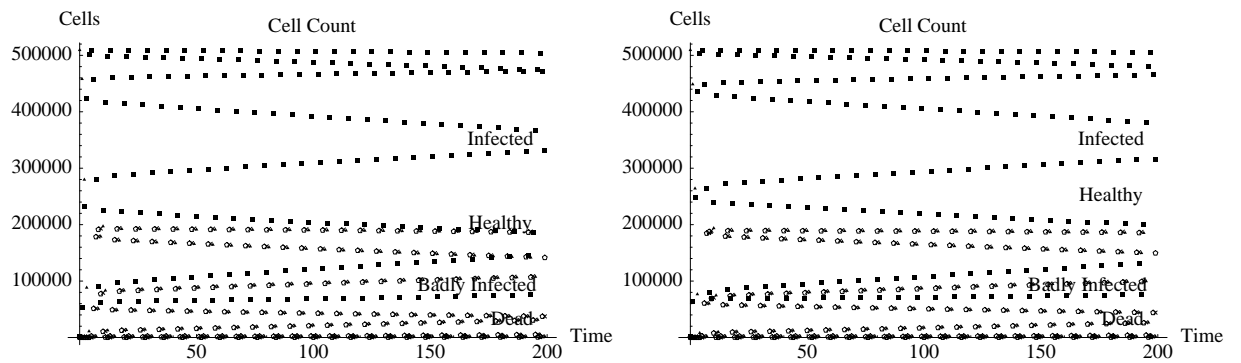 Cells
Cell Count
500000
400000
300000
200000
100000
Infected
Healthy
Badly Infected
Dead
50
100
150
200
Time
Cells
Cell Count
500000
400000
300000
200000
100000
Infected
Healthy
Badly Infected
Dead
50
100
150
200
Time